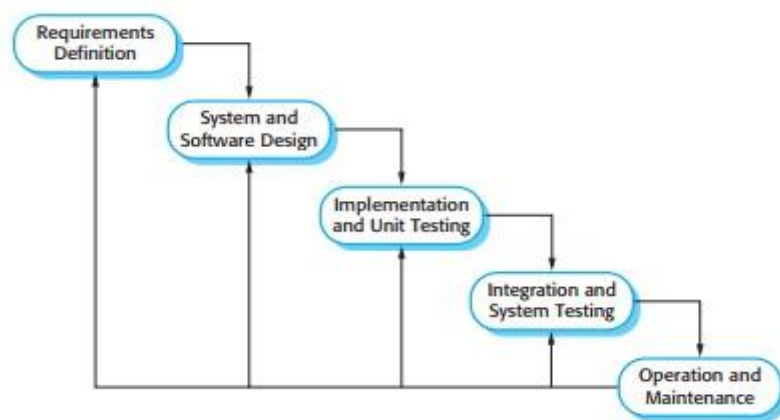 Requirements
Definition
System and
Software Design
Implementation
and Unit Testing
Integration and
System Testing
Operation and
Maintenance